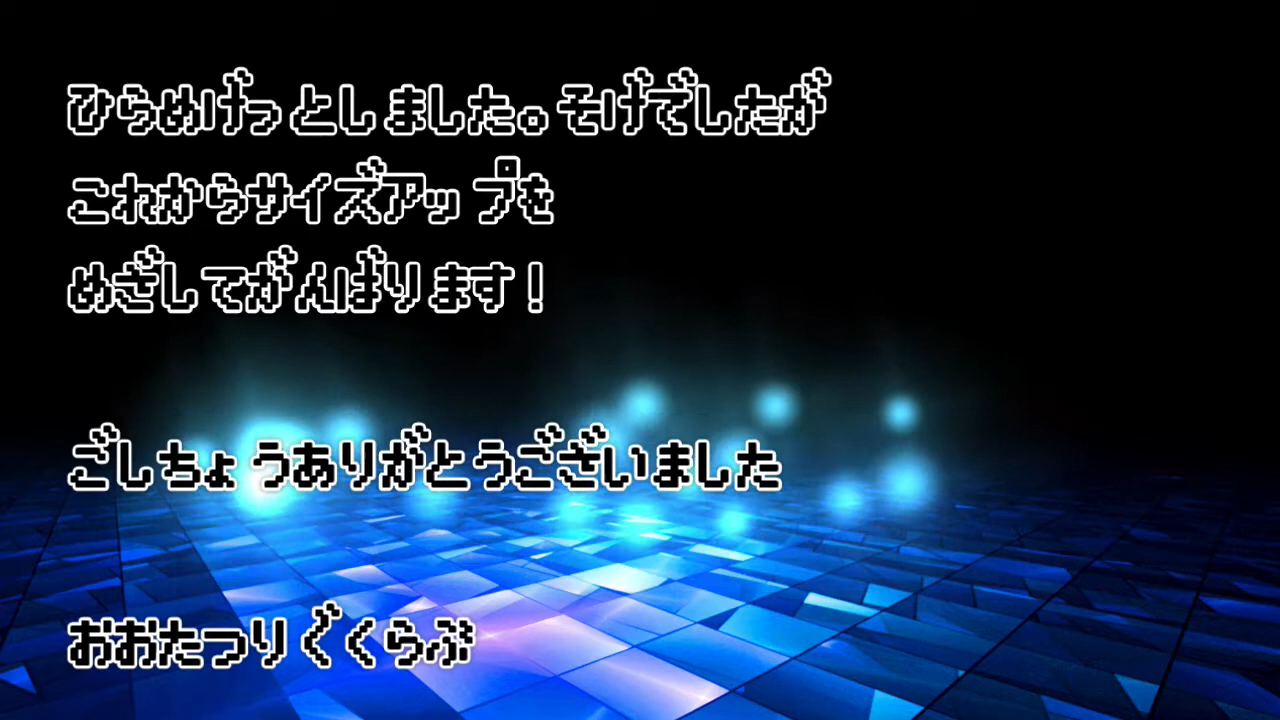 ひらめげっとしました。そげでしたが
これからサイズアップを
めざしてがんばります!
ごしちょうありがとうございました
おおたつりぐくらぶ